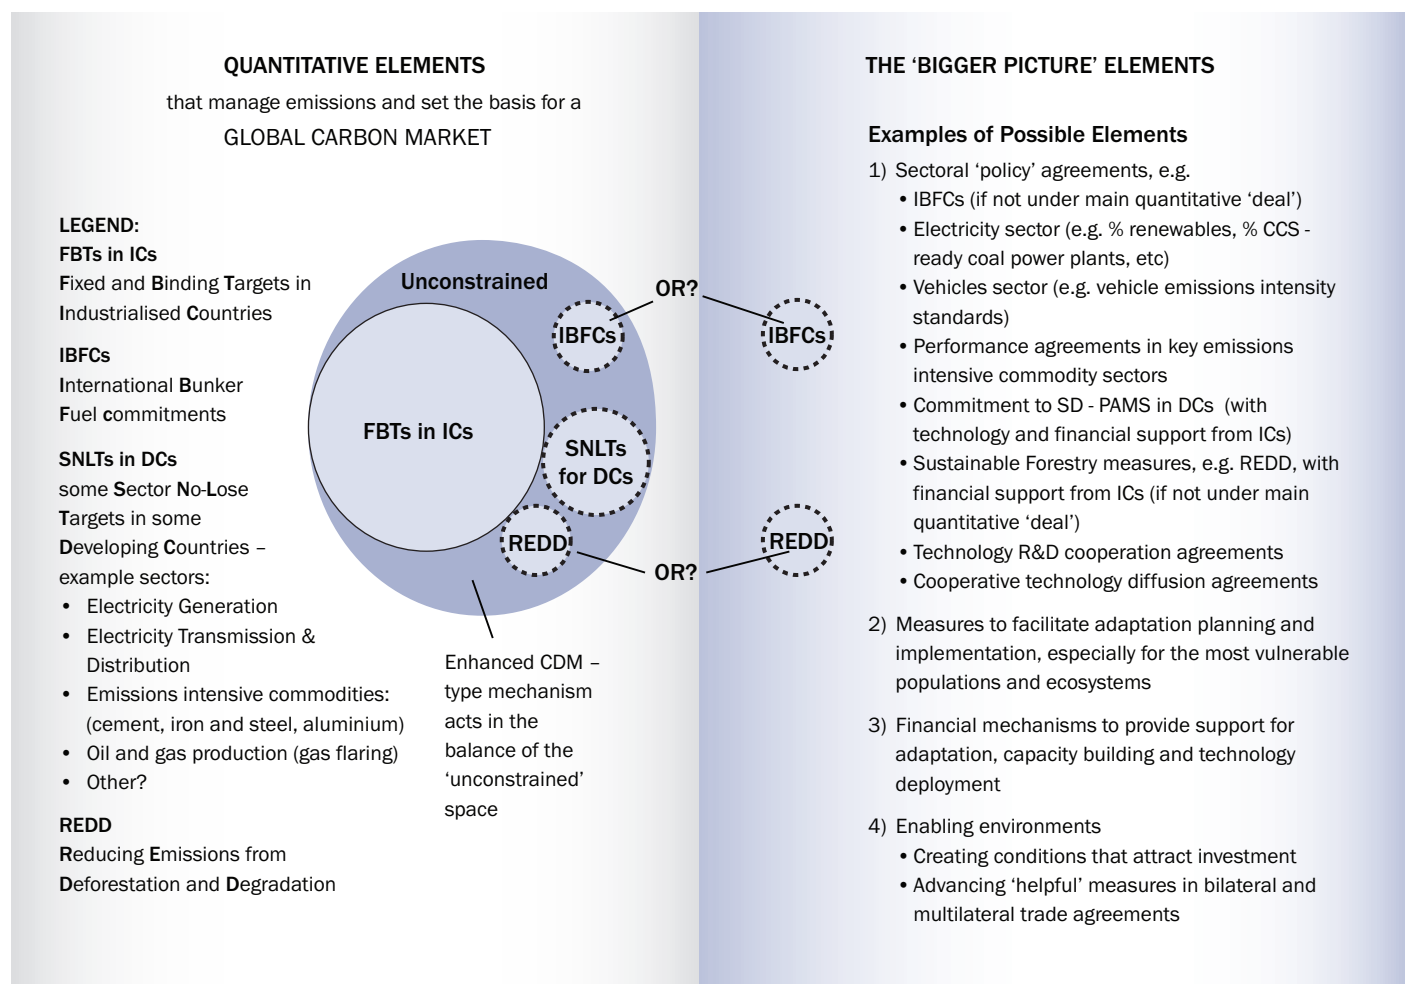 QUANTITATIVE ELEMENTS
that manage emissions and set the basis for a
GLOBAL CARBON MARKET
LEGEND:
FBTs in ICs
Fixed and Binding Targets in
Industrialised Countries
IBFCs
International Bunker
Fuel commitments
SNLTs in DCs
some Sector No-Lose
Targets in some
Developing Countries –
example sectors:
• Electricity Generation
• Electricity Transmission &
Distribution
• Emissions intensive commodities:
(cement, iron and steel, aluminium)
• Oil and gas production (gas flaring)
• Other?
REDD
Reducing Emissions from
Deforestation and Degradation
Unconstrained
FBTs in ICs
IBFCs
SNLTs
for DCs
REDD
OR?
OR?
Enhanced CDM –
type mechanism
acts in the
balance of the
‘unconstrained’
space
IBFCs
REDD
THE ‘BIGGER PICTURE’ ELEMENTS
Examples of Possible Elements
1) Sectoral ‘policy’ agreements, e.g.
• IBFCs (if not under main quantitative ‘deal’)
• Electricity sector (e.g. % renewables, % CCS -
ready coal power plants, etc)
• Vehicles sector (e.g. vehicle emissions intensity
standards)
• Performance agreements in key emissions
intensive commodity sectors
• Commitment to SD - PAMS in DCs (with
technology and financial support from ICs)
• Sustainable Forestry measures, e.g. REDD, with
financial support from ICs (if not under main
quantitative ‘deal’)
• Technology R&D cooperation agreements
• Cooperative technology diffusion agreements
2) Measures to facilitate adaptation planning and
implementation, especially for the most vulnerable
populations and ecosystems
3) Financial mechanisms to provide support for
adaptation, capacity building and technology
deployment
4) Enabling environments
• Creating conditions that attract investment
• Advancing ‘helpful’ measures in bilateral and
multilateral trade agreements